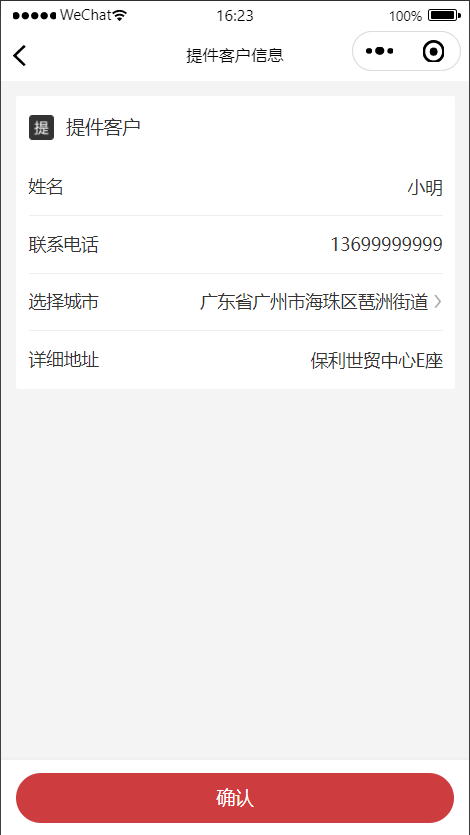 WeChat 16:23 100%
提件客户信息
提 提件客户
姓名 小明
联系电话 13699999999
选择城市 广东省广州市海珠区琶洲街道
详细地址 保利世贸中心E座
确认